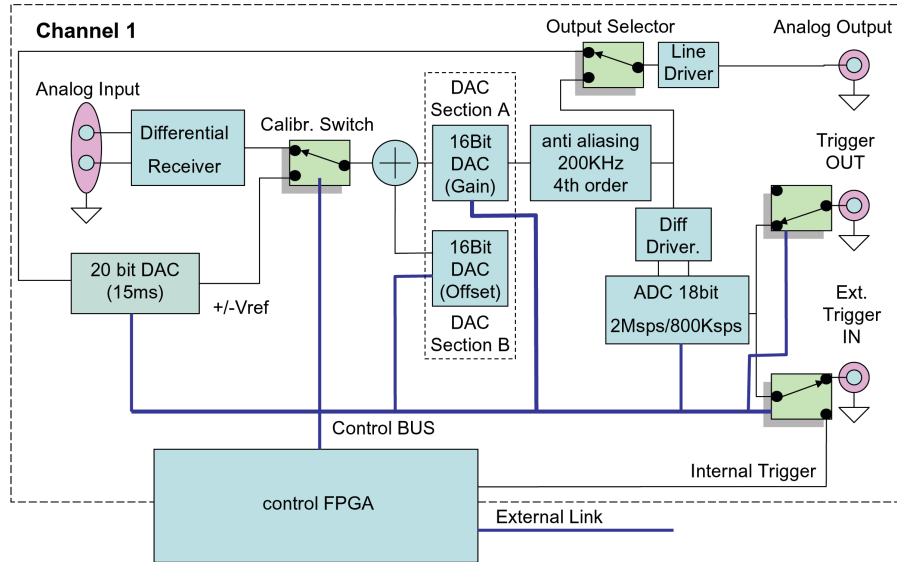 Channel 1
Output Selector
Analog Output
Line
Driver
Analog Input
DAC
Section A
Differential
Receiver
Calibr. Switch
16Bit
DAC
(Gain)
anti aliasing
200KHz
4th order
Trigger
OUT
Diff
Driver.
20 bit DAC
(15ms)
+/-Vref
16Bit
DAC
(Offset)
DAC
Section B
ADC 18bit
2Msps/800Ksps
Ext.
Trigger
IN
Control BUS
Internal Trigger
control FPGA
External Link